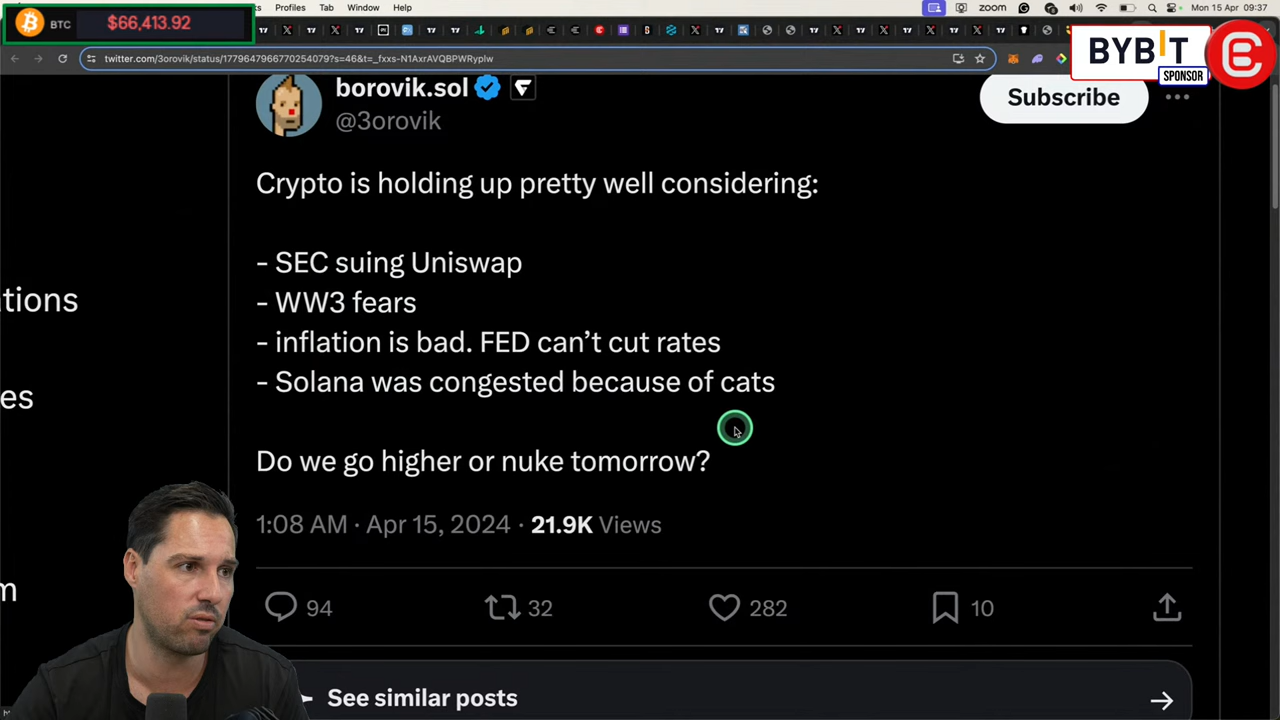 BTC $66,413.92
Profiles Tab Window Help
zoom
Mon 15 Apr 09:37
twitter.com/3orovik/status/1779647966770254079?s=46&t=_fxxs-N1AxrAVQBPWRypIw
BYBIT
SPONSOR
borovik.sol
@3orovik
Subscribe
Crypto is holding up pretty well considering:
- SEC suing Uniswap
- WW3 fears
- inflation is bad. FED can’t cut rates
- Solana was congested because of cats
Do we go higher or nuke tomorrow?
1:08 AM · Apr 15, 2024 · 21.9K Views
94 32 282 10
See similar posts